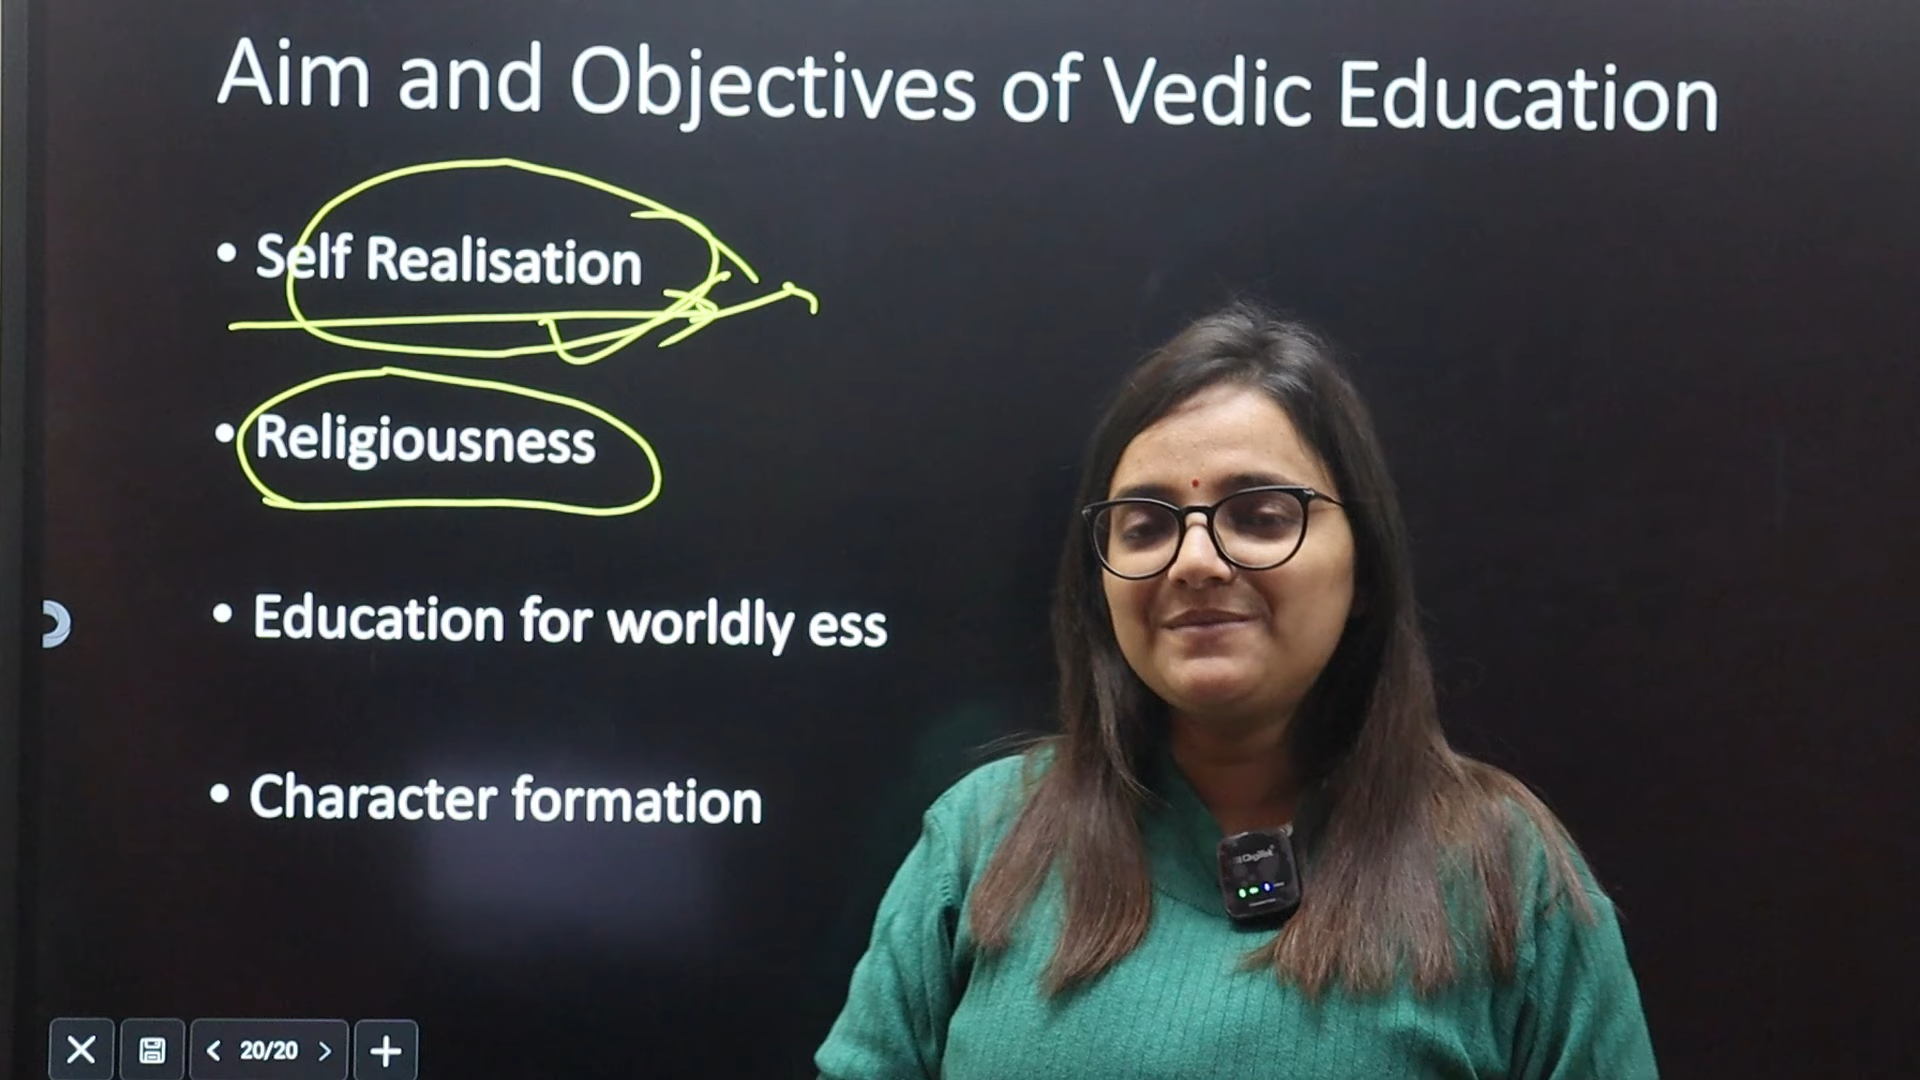 Aim and Objectives of Vedic Education
• Self Realisation
• Religiousness
• Education for worldly ess
• Character formation
20/20